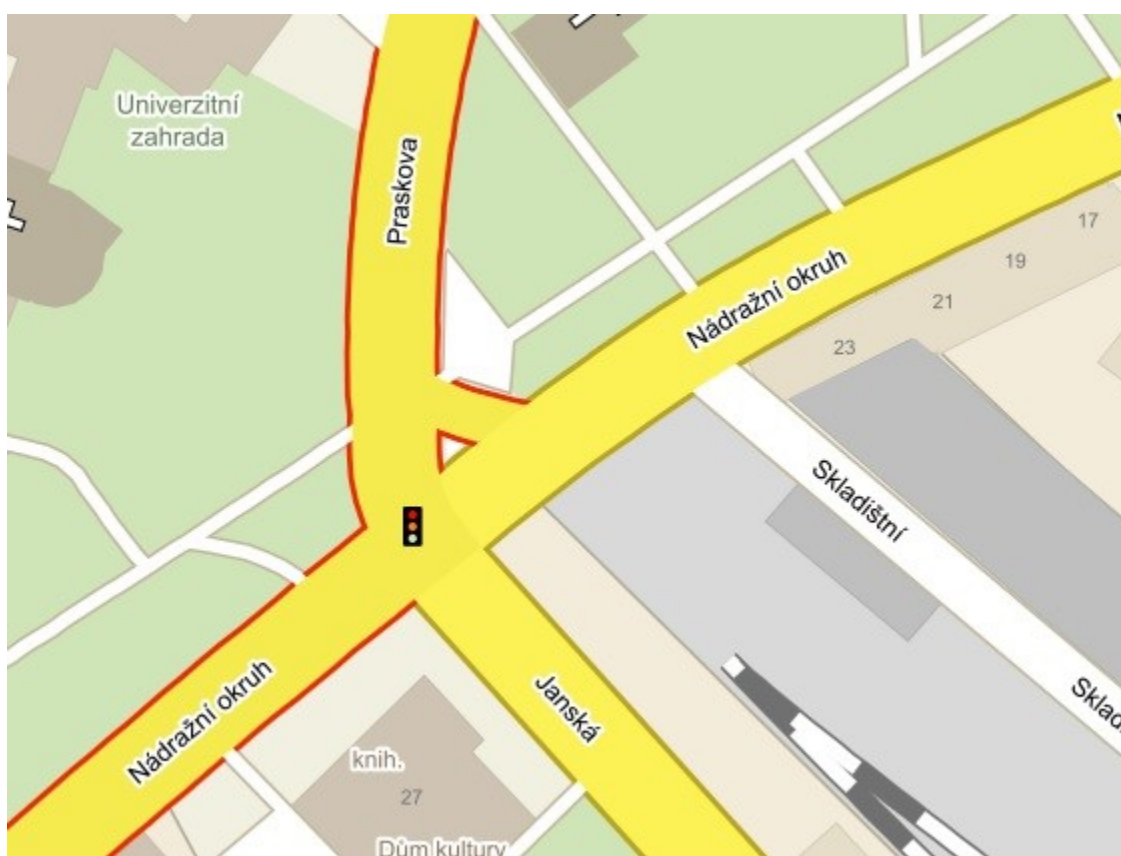 Univerzitní
zahrada
Praskova
17
19
Nádražní okruh
21
23
Skladištní
Nádražní okruh
Janská
knih.
27
Dům kultury